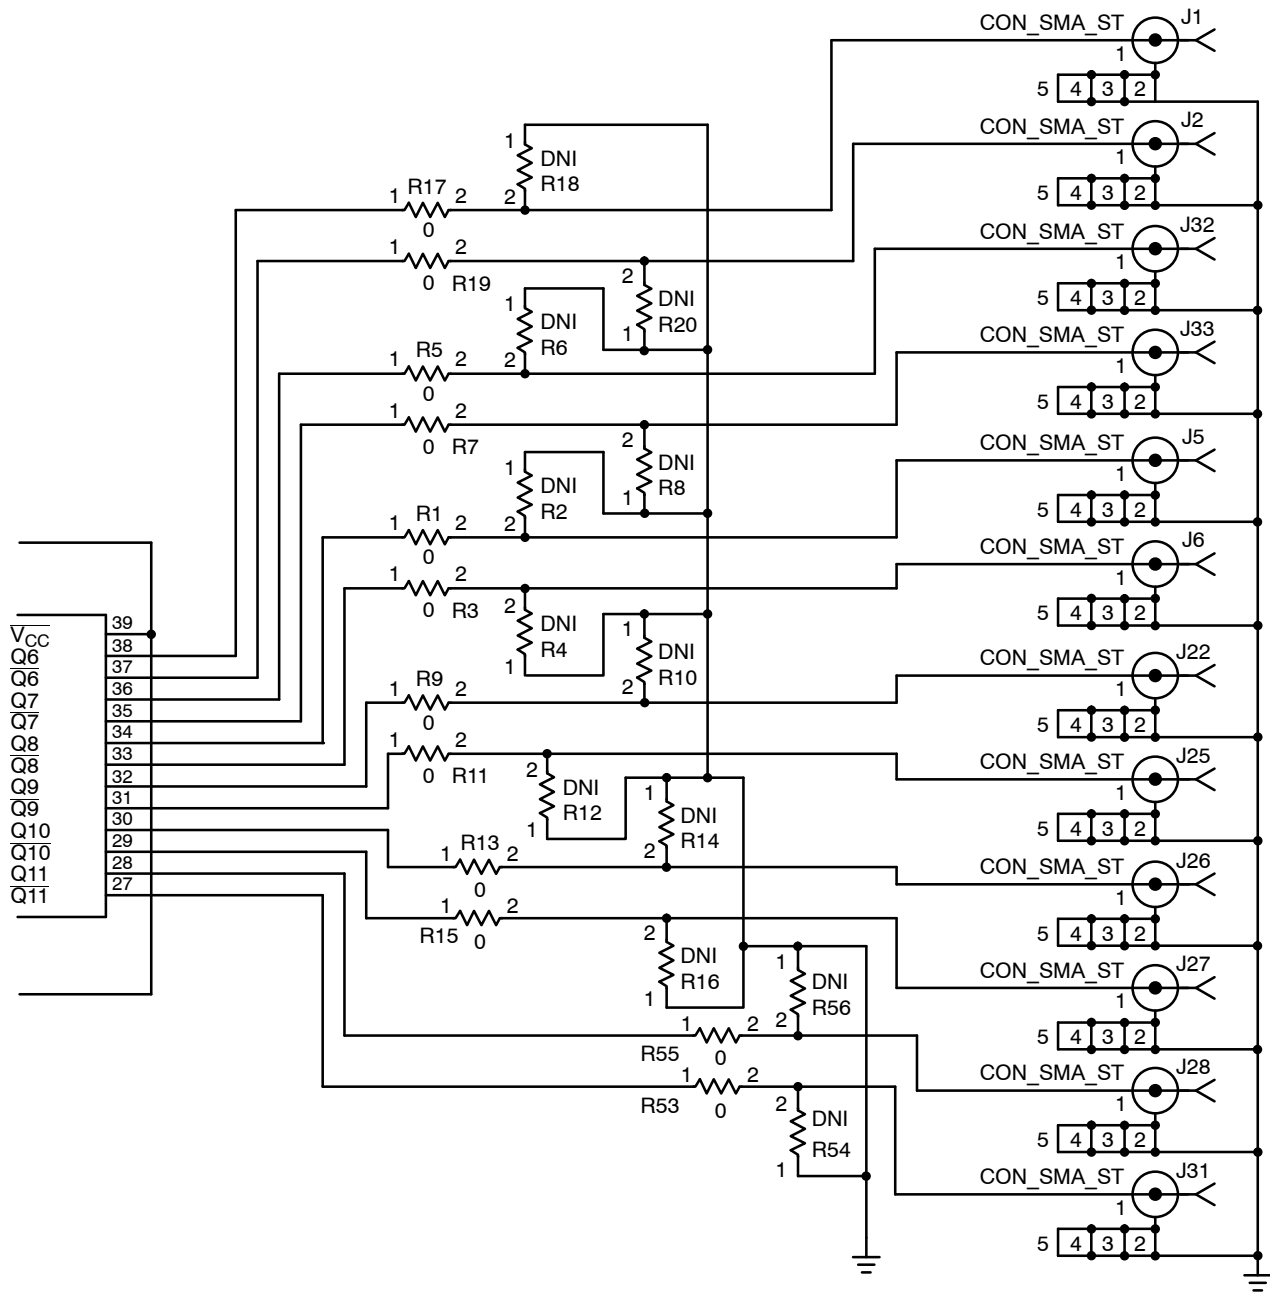 CON_SMA_ST J1
1
5 4 3 2
CON_SMA_ST J2
1
5 4 3 2
1 DNI
2 R18
1 R17 2
0
CON_SMA_ST J32
1
5 4 3 2
1 2
0 R19
2 DNI
1 R20
1 DNI
2 R6
CON_SMA_ST J33
1
5 4 3 2
1 R5 2
0
1 2
0 R7
CON_SMA_ST J5
1
5 4 3 2
2 DNI
1 R8
1 DNI
2 R2
1 R1 2
0
CON_SMA_ST J6
1
5 4 3 2
1 2
0 R3
2 DNI
1 R4
1 DNI
2 R10
CON_SMA_ST J22
1
5 4 3 2
1 R9 2
0
1 2
0 R11
CON_SMA_ST J25
1
5 4 3 2
2 DNI
1 R12
1 DNI
2 R14
1 R13 2
0
CON_SMA_ST J26
1
5 4 3 2
1 2
R15 0
2 DNI
1 R16
CON_SMA_ST J27
1
5 4 3 2
1 DNI
2 R56
1 2
R55 0
CON_SMA_ST J28
1
5 4 3 2
1 2
R53 0
2 DNI
1 R54
CON_SMA_ST J31
1
5 4 3 2
39
VCC
38
Q6
37
Q6
36
Q7
35
Q7
34
Q8
33
Q8
32
Q9
31
Q9
30
Q10
29
Q10
28
Q11
27
Q11